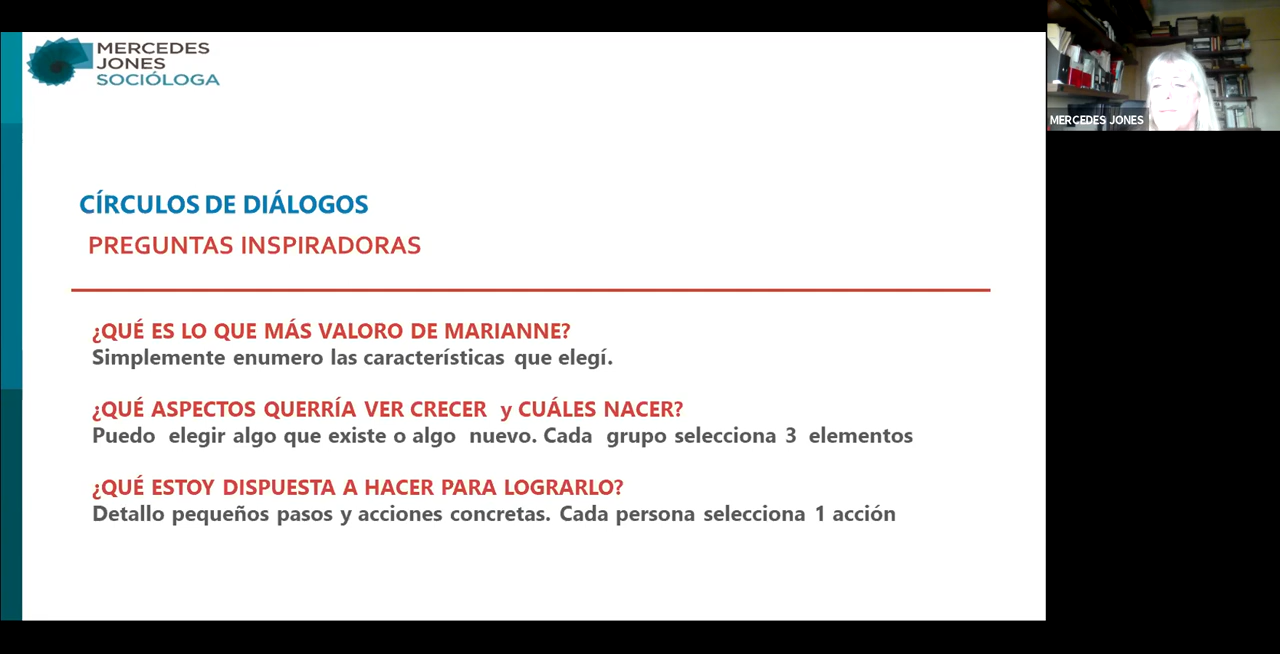 MERCEDES
JONES
SOCIÓLOGA
MERCEDES JONES
CÍRCULOS DE DIÁLOGOS
PREGUNTAS INSPIRADORAS
¿QUÉ ES LO QUE MÁS VALORO DE MARIANNE?
Simplemente enumero las características que elegí.
¿QUÉ ASPECTOS QUERRÍA VER CRECER y CUÁLES NACER?
Puedo elegir algo que existe o algo nuevo. Cada grupo selecciona 3 elementos
¿QUÉ ESTOY DISPUESTA A HACER PARA LOGRARLO?
Detallo pequeños pasos y acciones concretas. Cada persona selecciona 1 acción